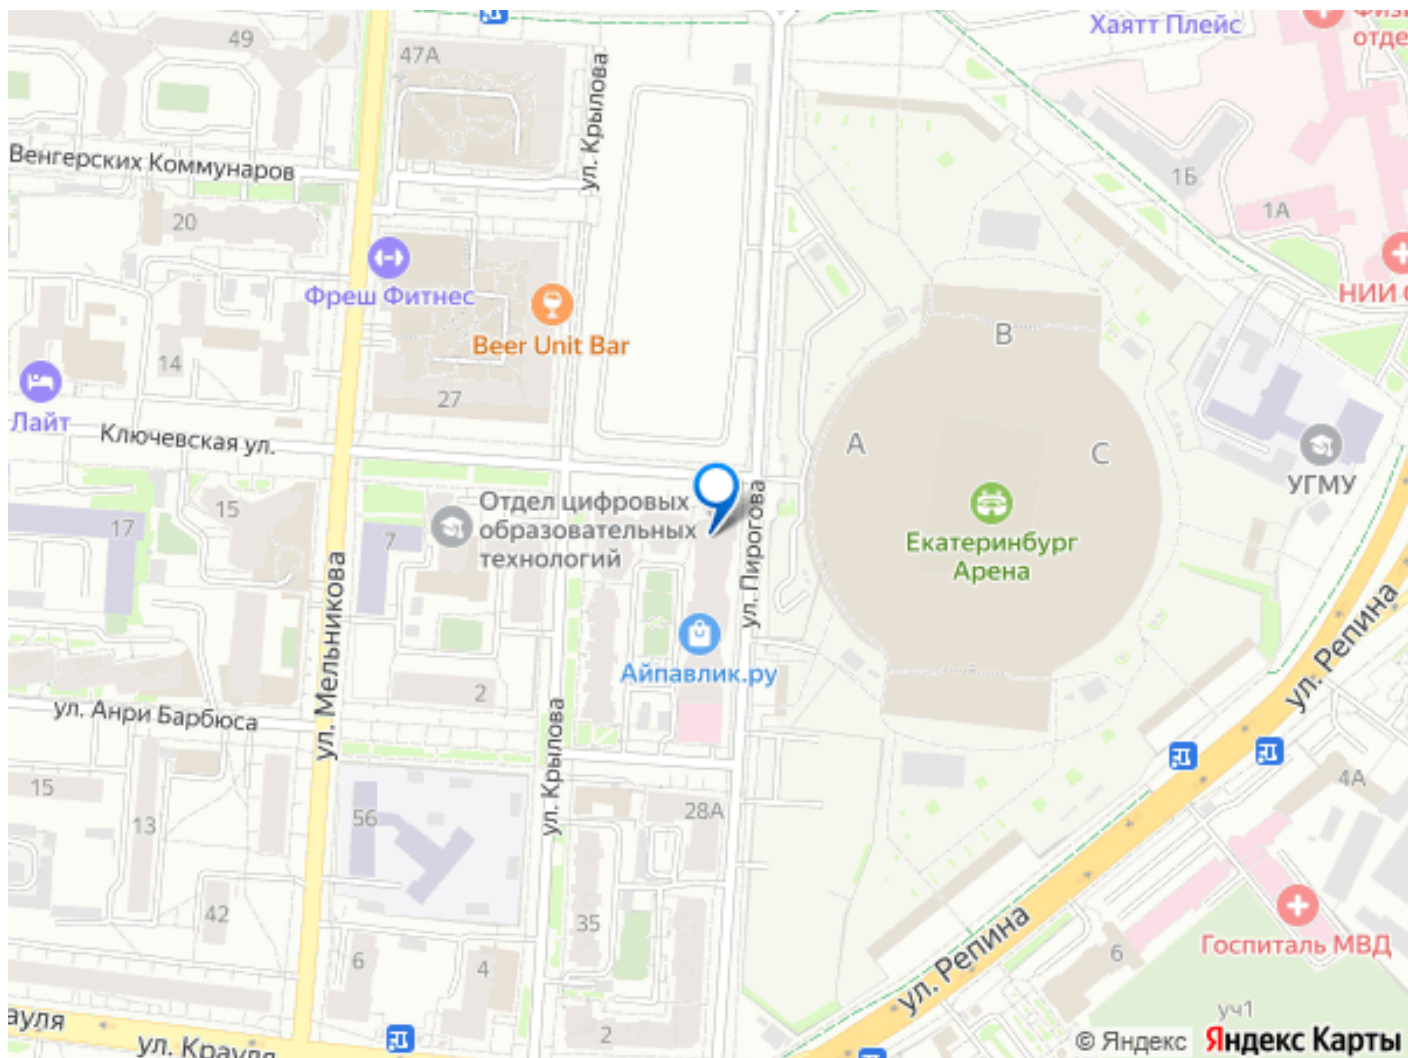 49
47А
ул. Крылова
Хаятт Плейс
отде
Венгерских Коммунаров
1Б
1А
20
НИИ
Фреш Фитнес
Beer Unit Bar
B
14
27
Лайт
Ключевская ул.
A
C
УГМУ
15
17
7
Отдел цифровых
образовательных
технологий
ул. Пирогова
Екатеринбург
Арена
ул. Мельникова
Айпавлик.ру
2
ул. Репина
ул. Анри Барбюса
ул. Крылова
15
13
56
28А
4А
42
35
6
4
ул. Репина
6
Госпиталь МВД
уч1
ауля
ул. Крауля
2
© Яндекс Яндекс Карты